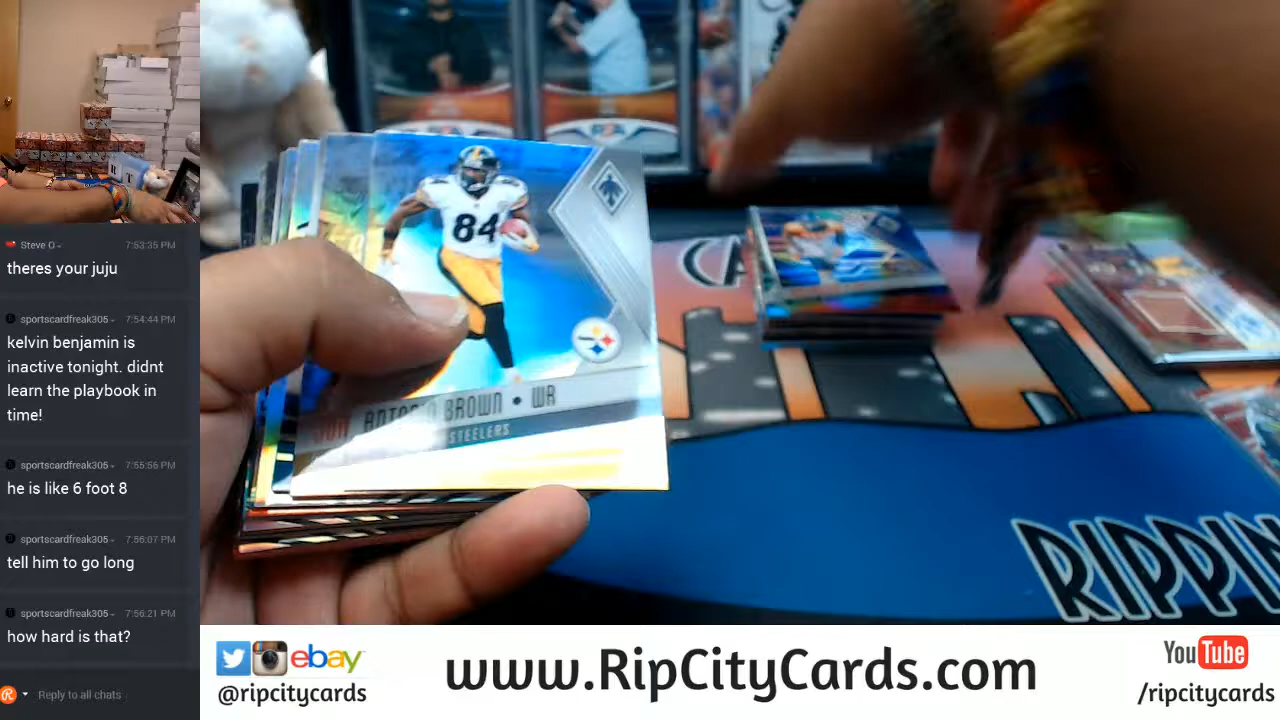 Steve O
7:53:35 PM
theres your juju
sportscardfreak305
7:54:44 PM
kelvin benjamin is
inactive tonight. didnt
learn the playbook in
time!
sportscardfreak305
7:55:56 PM
he is like 6 foot 8
sportscardfreak305
7:56:07 PM
tell him to go long
sportscardfreak305
7:56:21 PM
how hard is that?
Reply to all chats
84
ANTONIO BROWN • WR
STEELERS
CA
RIPPIN
ebay
@ripcitycards
www.RipCityCards.com
YouTube
/ripcitycards